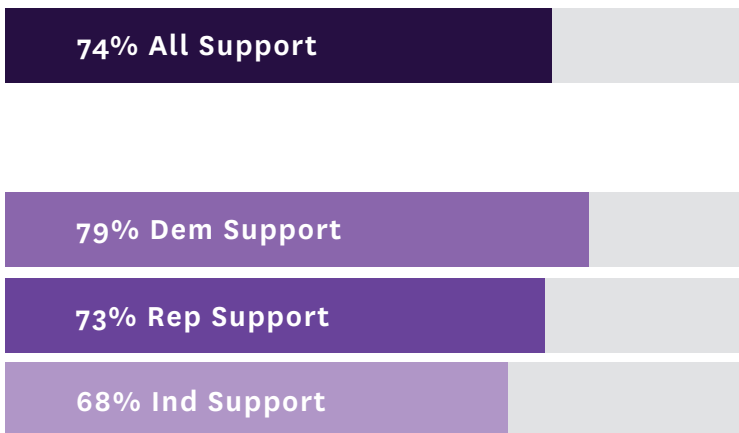 74% All Support
79% Dem Support
73% Rep Support
68% Ind Support